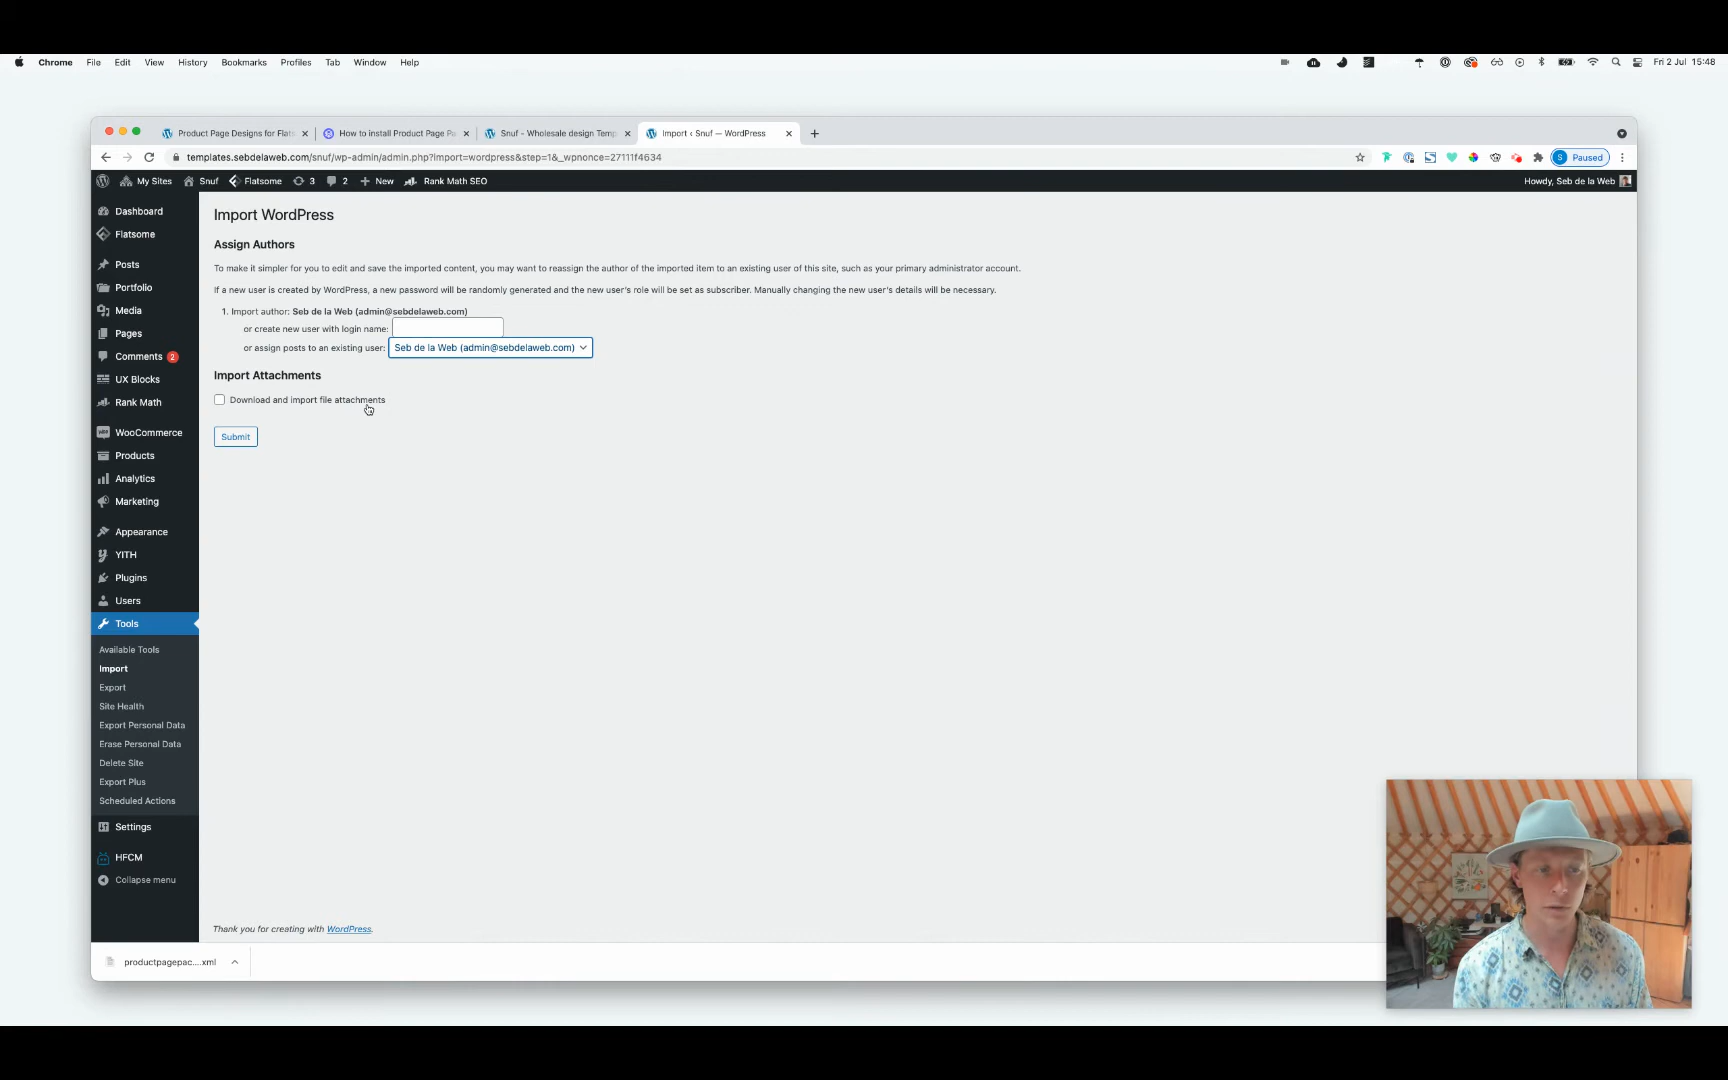 Chrome File Edit View History Bookmarks Profiles Tab Window Help
Fri 2 Jul 15:48
Product Page Designs for Flats
How to install Product Page Pa
Snuf - Wholesale design Temp
Import ‹ Snuf — WordPress
templates.sebdelaweb.com/snuf/wp-admin/admin.php?import=wordpress&step=1&_wpnonce=27111f4634
S Paused
My Sites Snuf Flatsome 3 2 New Rank Math SEO
Howdy, Seb de la Web
Dashboard
Flatsome
Posts
Portfolio
Media
Pages
Comments 2
UX Blocks
Rank Math
WooCommerce
Products
Analytics
Marketing
Appearance
YITH
Plugins
Users
Tools
Available Tools
Import
Export
Site Health
Export Personal Data
Erase Personal Data
Delete Site
Export Plus
Scheduled Actions
Settings
HFCM
Collapse menu
Import WordPress
Assign Authors
To make it simpler for you to edit and save the imported content, you may want to reassign the author of the imported item to an existing user of this site, such as your primary administrator account.
If a new user is created by WordPress, a new password will be randomly generated and the new user's role will be set as subscriber. Manually changing the new user's details will be necessary.
1. Import author: Seb de la Web (admin@sebdelaweb.com)
or create new user with login name:
or assign posts to an existing user: Seb de la Web (admin@sebdelaweb.com)
Import Attachments
Download and import file attachments
Submit
Thank you for creating with WordPress.
productpagepac....xml